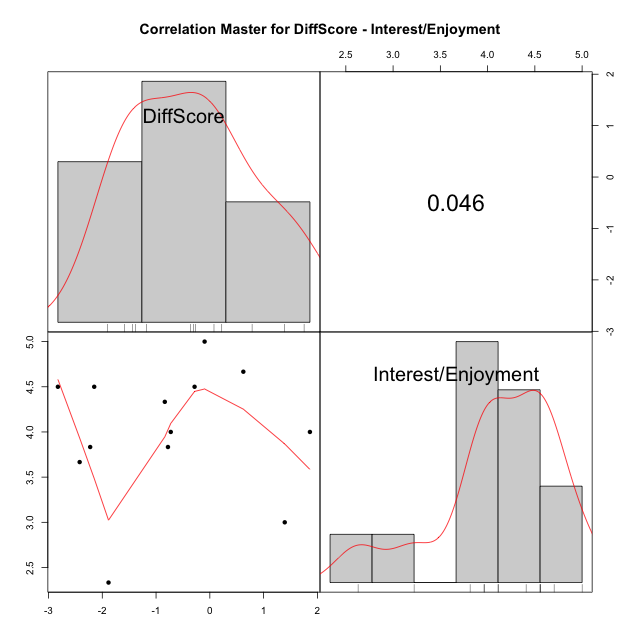 Correlation Master for DiffScore - Interest/Enjoyment
2.5 3.0 3.5 4.0 4.5 5.0
DiffScore
0.046
2
1
0
-1
-2
-3
Interest/Enjoyment
5.0
4.5
4.0
3.5
3.0
2.5
-3 -2 -1 0 1 2